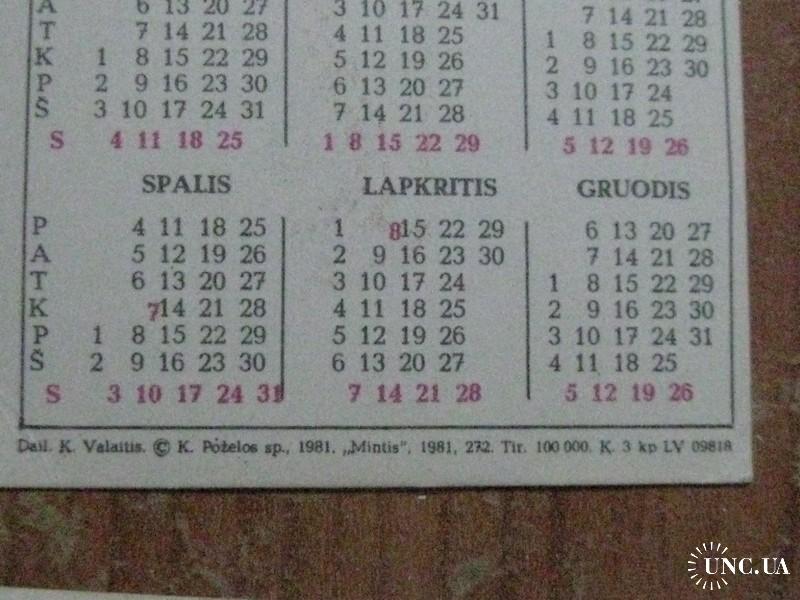 A 6 13 20 27 3 10 17 24 31
T 7 14 21 28 4 11 18 25 7 14 21 28
K 1 8 15 22 29 5 12 19 26 1 8 15 22 29
P 2 9 16 23 30 6 13 20 27 2 9 16 23 30
Š 3 10 17 24 31 7 14 21 28 3 10 17 24
4 11 18 25
S 4 11 18 25 1 8 15 22 29 5 12 19 26
SPALIS LAPKRITIS GRUODIS
P 4 11 18 25 1 8 15 22 29 6 13 20 27
A 5 12 19 26 2 9 16 23 30 7 14 21 28
T 6 13 20 27 3 10 17 24 1 8 15 22 29
K 7 14 21 28 4 11 18 25 2 9 16 23 30
P 1 8 15 22 29 5 12 19 26 3 10 17 24 31
Š 2 9 16 23 30 6 13 20 27 4 11 18 25
S 3 10 17 24 31 7 14 21 28 5 12 19 26
Dail. K. Valaitis. © K. Poželos sp., 1981. „Mintis", 1981, 272. Tir. 100 000. K. 3 kp LV 09818
UNC.UA